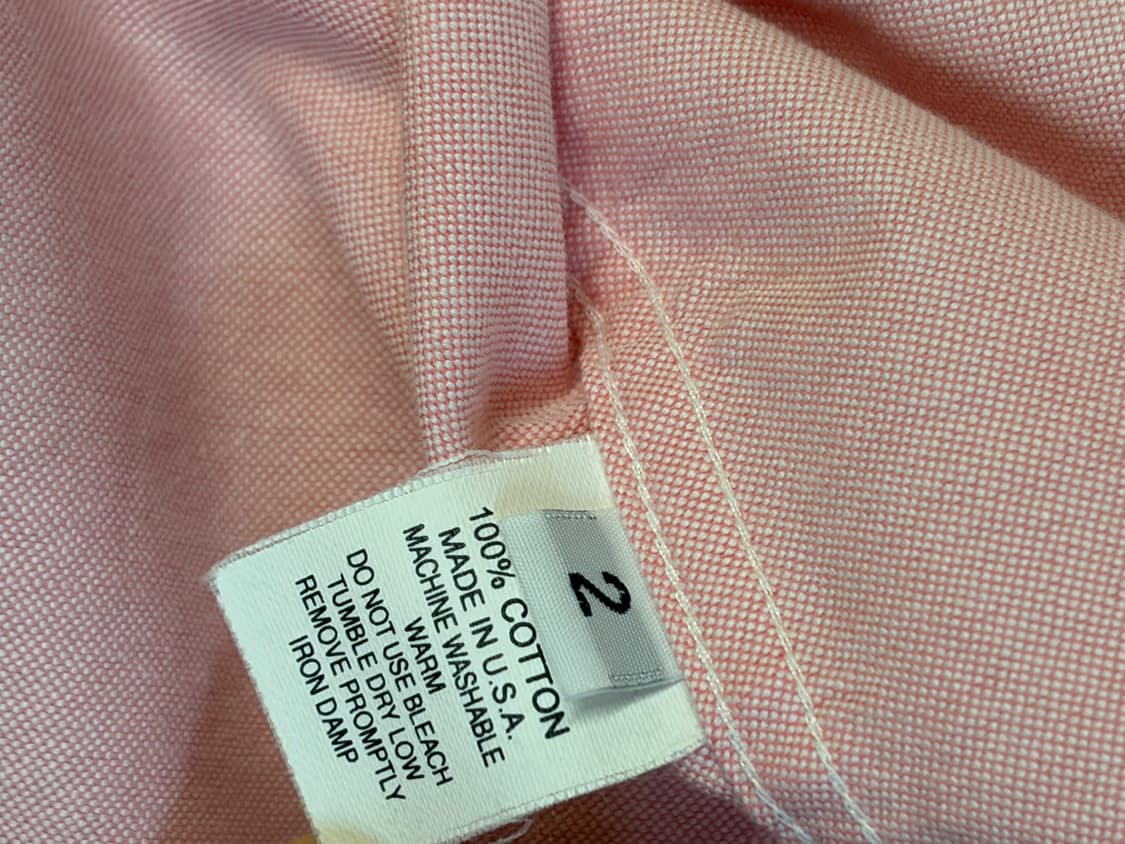 2
100% COTTON
MADE IN U.S.A.
MACHINE WASHABLE
WARM
DO NOT USE BLEACH
TUMBLE DRY LOW
REMOVE PROMPTLY
IRON DAMP